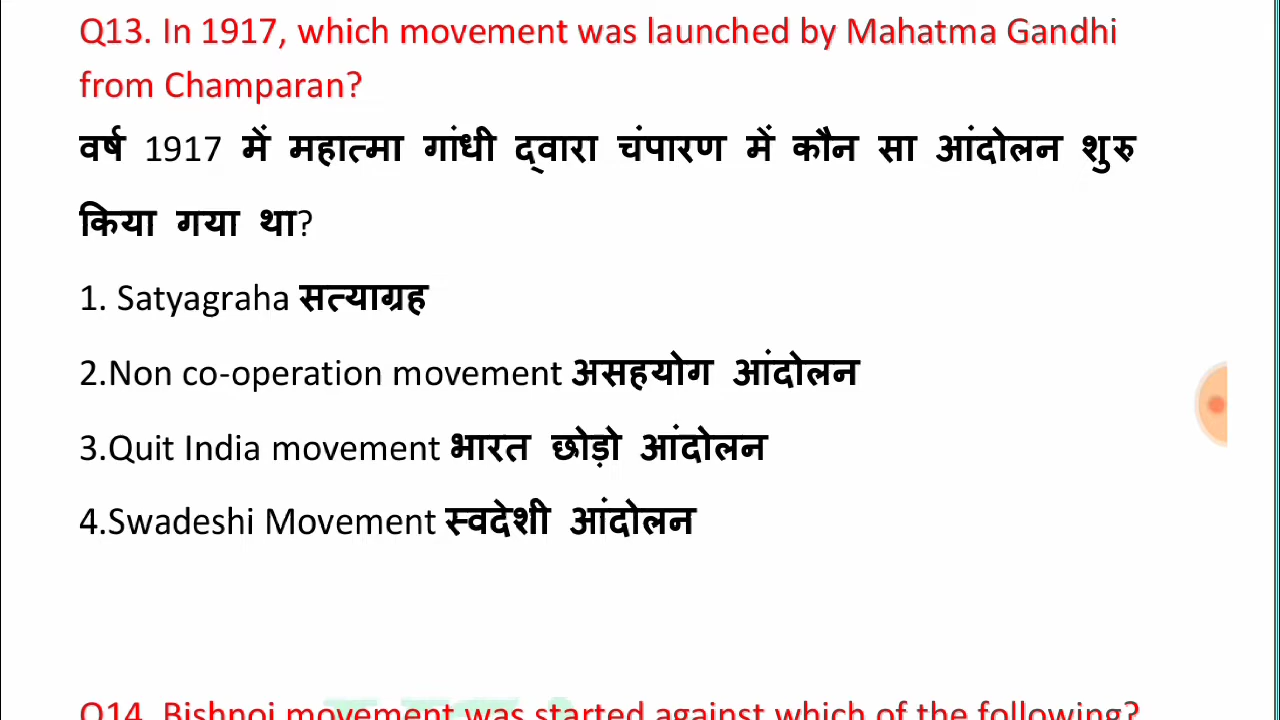 Q13. In 1917, which movement was launched by Mahatma Gandhi
from Champaran?
वर्ष 1917 में महात्मा गांधी द्वारा चंपारण में कौन सा आंदोलन शुरु
किया गया था?
1. Satyagraha सत्याग्रह
2.Non co-operation movement असहयोग आंदोलन
3.Quit India movement भारत छोड़ो आंदोलन
4.Swadeshi Movement स्वदेशी आंदोलन
Q14. Bishnoi movement was started against which of the following?